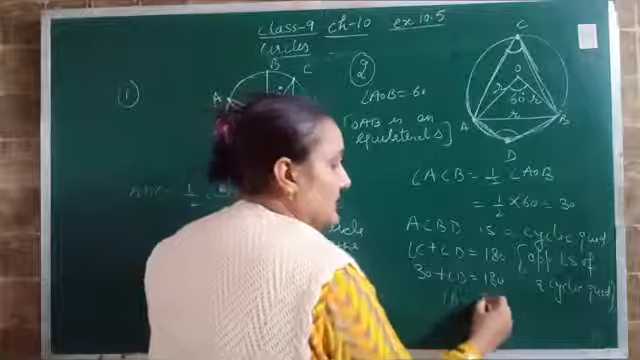 class-9 ch-10 ex 10.5
Circles
①
B
C
A
②
∠AOB = 60
[OAB is an
equilateral Δ]
C
O
r r
60
r
A B
D
∠ACB = 1/2 ∠AOB
= 1/2 × 60 = 30
ACBD is a cyclic quad
∠C + ∠D = 180 [opp ∠s of
a cyclic quad]
30 + ∠D = 180